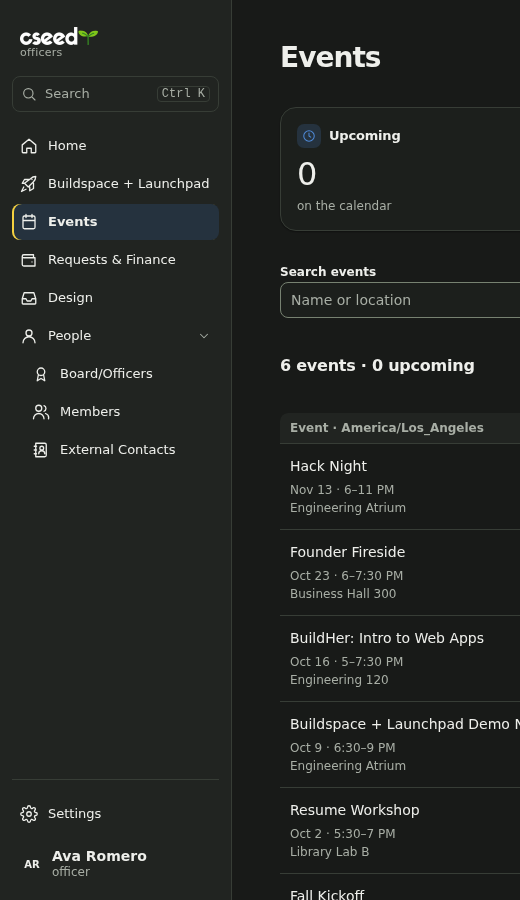 cseed
officers
Search
Ctrl K
Home
Buildspace + Launchpad
Events
Requests & Finance
Design
People
Board/Officers
Members
External Contacts
Settings
AR
Ava Romero
officer
Events
Upcoming
0
on the calendar
Search events
Name or location
6 events · 0 upcoming
Event · America/Los_Angeles
Hack Night
Nov 13 · 6–11 PM
Engineering Atrium
Founder Fireside
Oct 23 · 6–7:30 PM
Business Hall 300
BuildHer: Intro to Web Apps
Oct 16 · 5–7:30 PM
Engineering 120
Buildspace + Launchpad Demo
Oct 9 · 6:30–9 PM
Engineering Atrium
Resume Workshop
Oct 2 · 5:30–7 PM
Library Lab B
Fall Kickoff